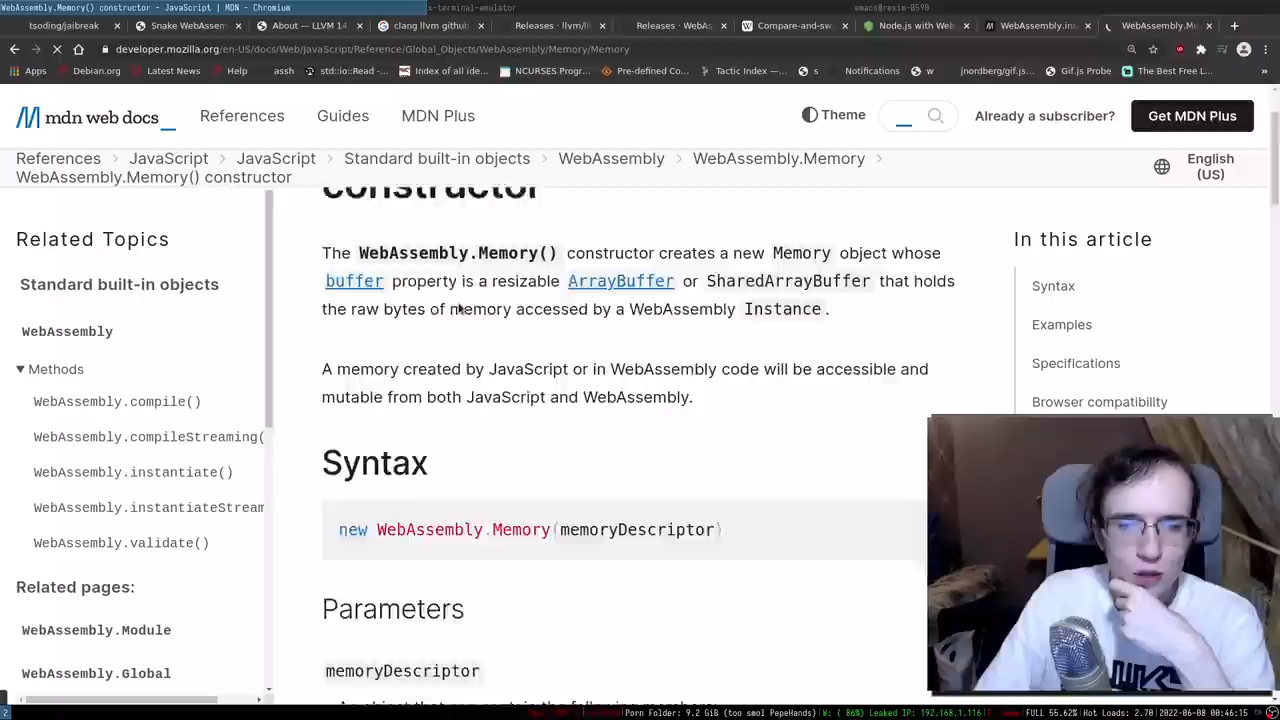 WebAssembly.Memory() constructor - JavaScript | MDN - Chromium
x-terminal-emulator
emacs@rexim-8590
tsoding/jailbreak
Snake WebAssem
About — LLVM 14
clang llvm github
Releases · llvm/l
Releases · WebAs
Compare-and-sw
Node.js with Web
WebAssembly.ins
WebAssembly.Me
developer.mozilla.org/en-US/docs/Web/JavaScript/Reference/Global_Objects/WebAssembly/Memory/Memory
Apps
Debian.org
Latest News
Help
assh
std::io::Read -...
Index of all ide...
NCURSES Progr...
Pre-defined Co...
Tactic Index —...
s
Notifications
w
jnordberg/gif.js...
Gif.js Probe
The Best Free L...
»
mdn web docs
References
Guides
MDN Plus
Theme
Already a subscriber?
Get MDN Plus
References > JavaScript > JavaScript > Standard built-in objects > WebAssembly > WebAssembly.Memory >
WebAssembly.Memory() constructor
English
(US)
constructor
Related Topics
Standard built-in objects
WebAssembly
Methods
WebAssembly.compile()
WebAssembly.compileStreaming(
WebAssembly.instantiate()
WebAssembly.instantiateStream
WebAssembly.validate()
Related pages:
WebAssembly.Module
WebAssembly.Global
The WebAssembly.Memory() constructor creates a new Memory object whose
buffer property is a resizable ArrayBuffer or SharedArrayBuffer that holds
the raw bytes of memory accessed by a WebAssembly Instance.
A memory created by JavaScript or in WebAssembly code will be accessible and
mutable from both JavaScript and WebAssembly.
Syntax
new WebAssembly.Memory(memoryDescriptor)
Parameters
memoryDescriptor
In this article
Syntax
Examples
Specifications
Browser compatibility
2
Porn Folder: 9.2 GiB (too smol PepeHands)
W: ( 86%) Leaked IP: 192.168.1.116
FULL 55.62%
Hot Loads: 2.70
2022-06-08 00:46:15